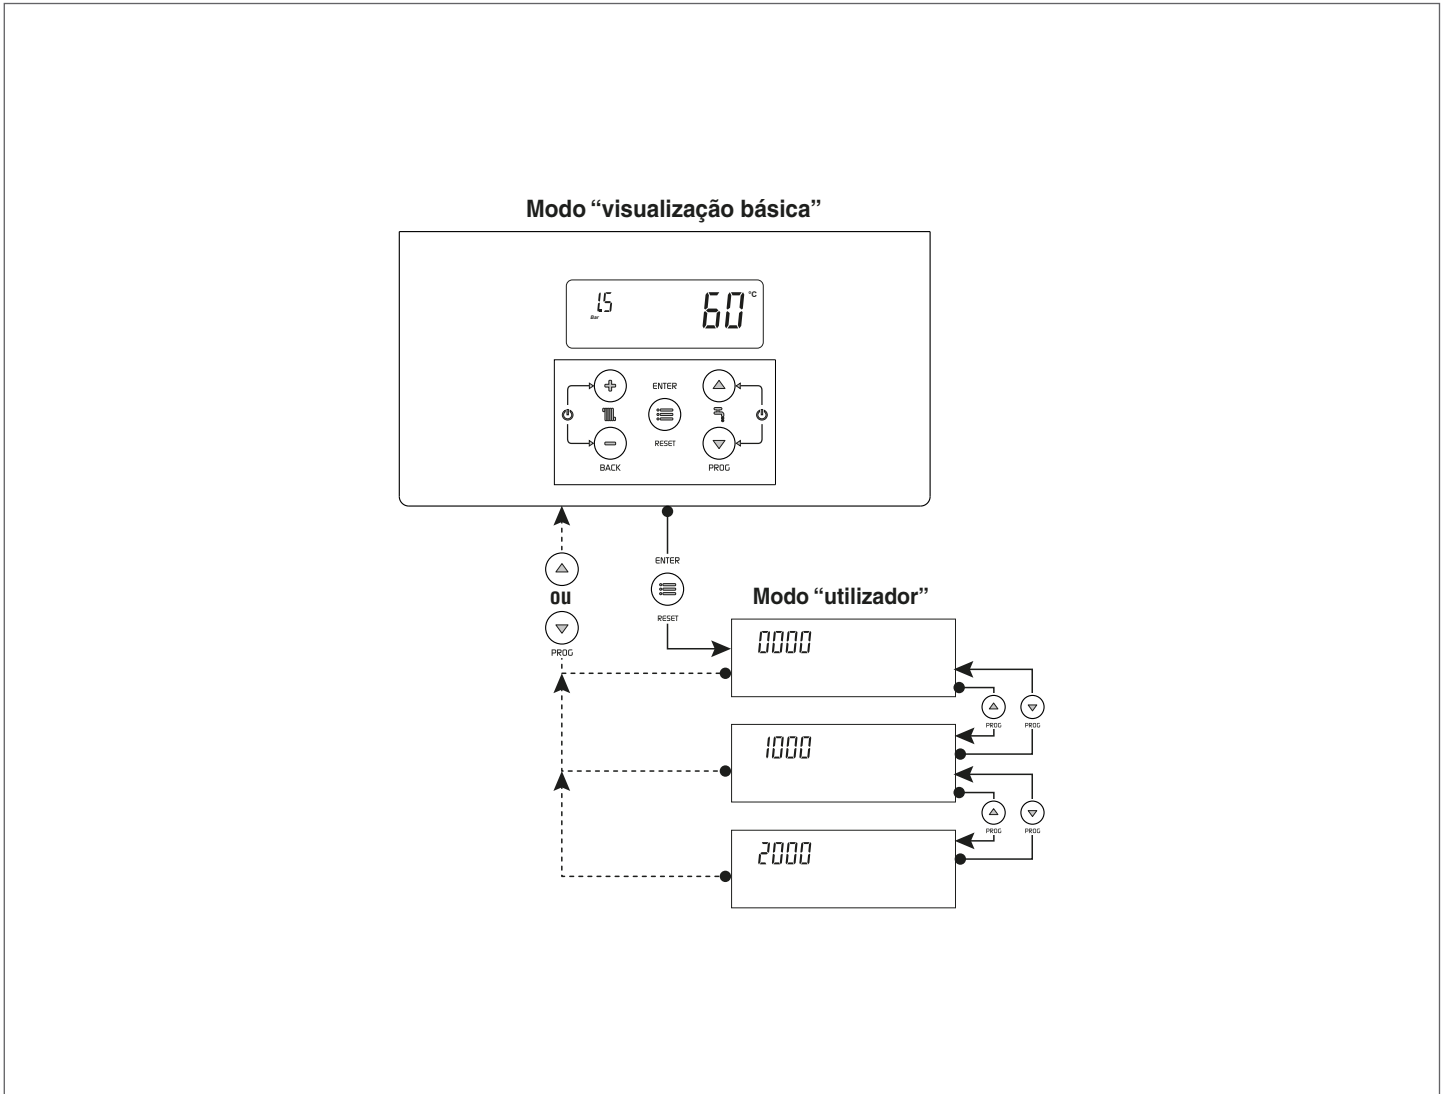 Modo “visualização básica”
1.5
Bar
60 °C
ENTER
RESET
BACK
PROG
ENTER
RESET
ou
PROG
Modo “utilizador”
0000
PROG
PROG
1000
PROG
PROG
2000